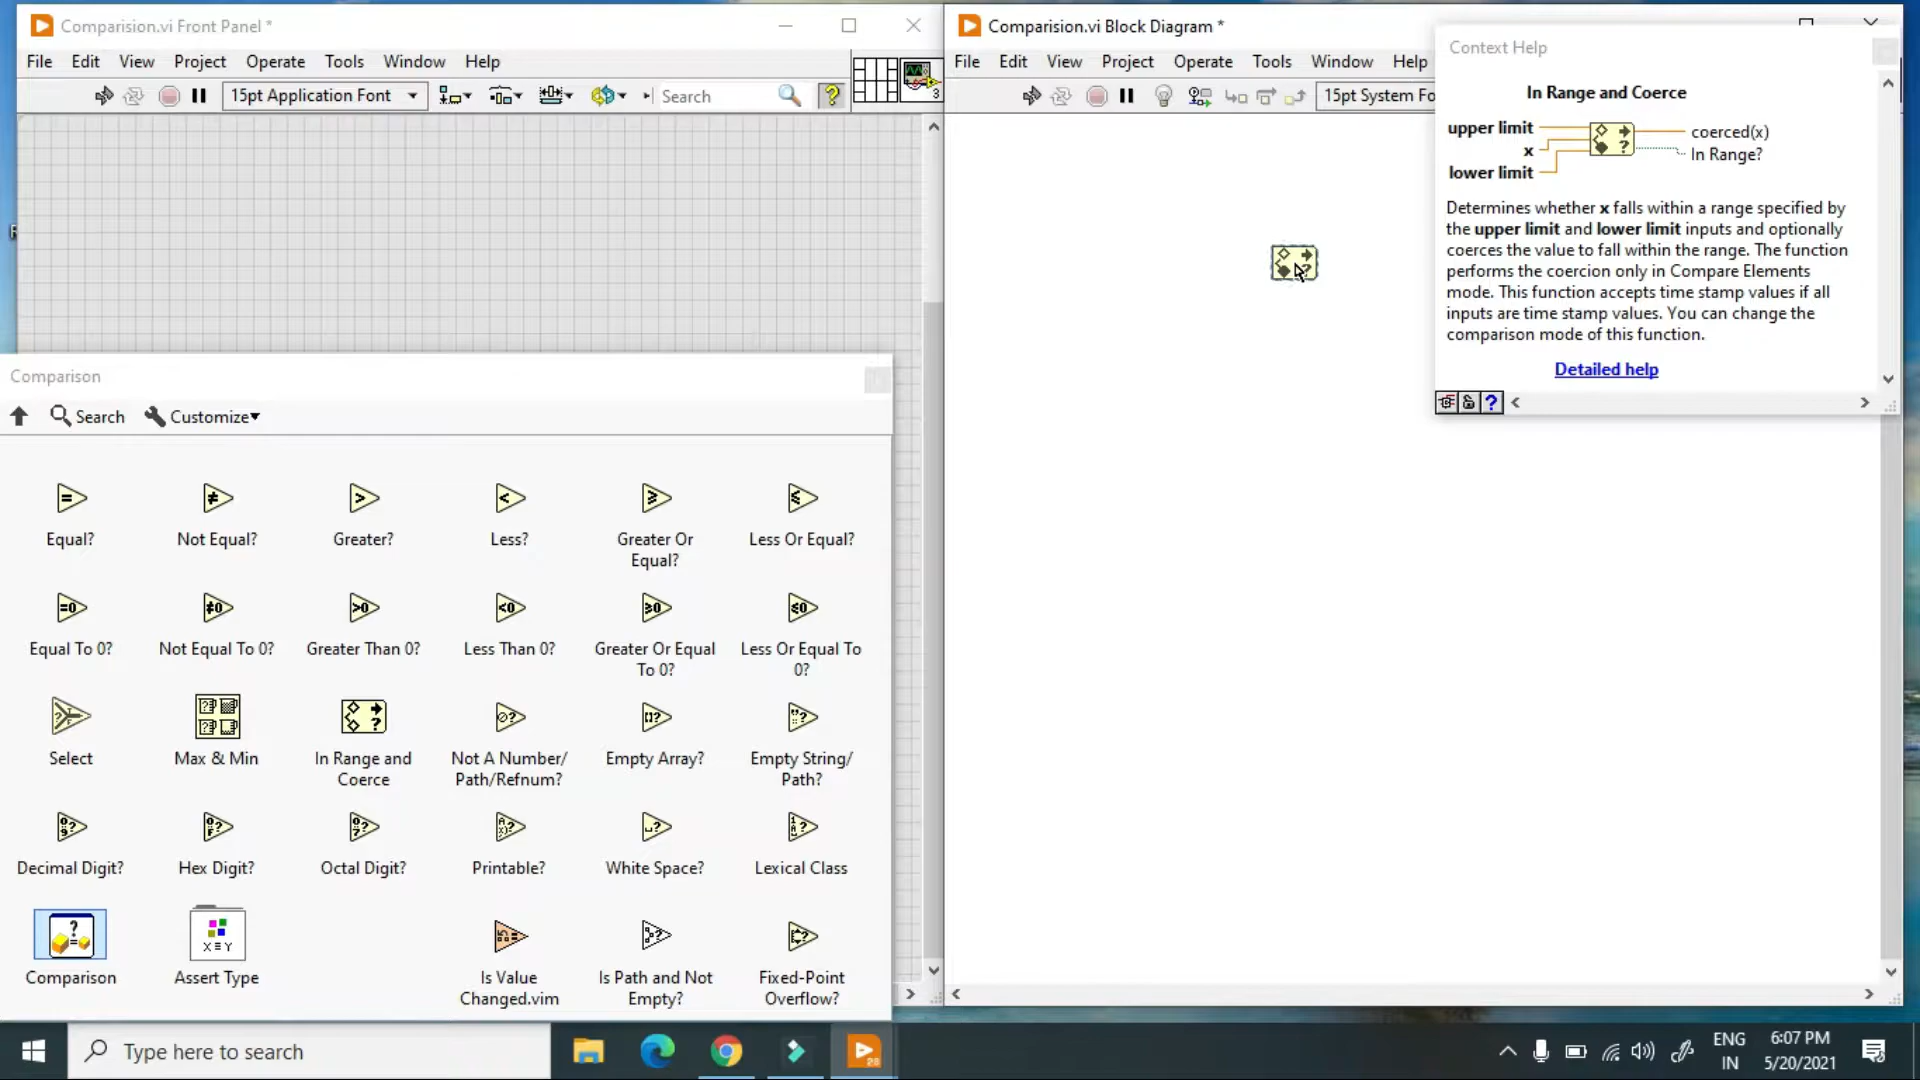 Comparision.vi Front Panel *
File Edit View Project Operate Tools Window Help
15pt Application Font
Search
?
3
Comparision.vi Block Diagram *
File Edit View Project Operate Tools Window Help
15pt System Fo
Context Help
In Range and Coerce
upper limit
x
lower limit
?
coerced(x)
In Range?
Determines whether x falls within a range specified by
the upper limit and lower limit inputs and optionally
coerces the value to fall within the range. The function
performs the coercion only in Compare Elements
mode. This function accepts time stamp values if all
inputs are time stamp values. You can change the
comparison mode of this function.
Detailed help
?
Comparison
Search Customize
= ≠ > < ≥ ≤
Equal? Not Equal? Greater? Less? Greater Or Equal? Less Or Equal?
=0 ≠0 >0 <0 ≥0 ≤0
Equal To 0? Not Equal To 0? Greater Than 0? Less Than 0? Greater Or Equal To 0? Less Or Equal To 0?
Select Max & Min In Range and Coerce Not A Number/Path/Refnum? Empty Array? Empty String/Path?
Decimal Digit? Hex Digit? Octal Digit? Printable? White Space? Lexical Class
?
X=Y
Comparison Assert Type Is Value Changed.vim Is Path and Not Empty? Fixed-Point Overflow?
Type here to search
20
ENG
IN
6:07 PM
5/20/2021